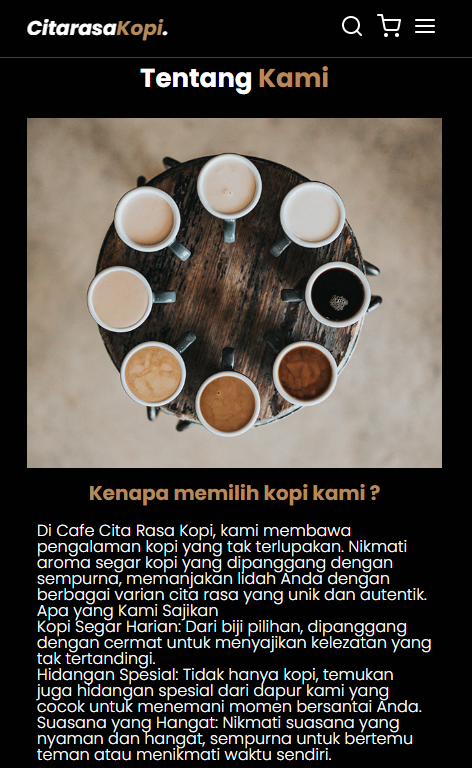 CitarasaKopi.
Tentang Kami
Kenapa memilih kopi kami ?
Di Cafe Cita Rasa Kopi, kami membawa
pengalaman kopi yang tak terlupakan. Nikmati
aroma segar kopi yang dipanggang dengan
sempurna, memanjakan lidah Anda dengan
berbagai varian cita rasa yang unik dan autentik.
Apa yang Kami Sajikan
Kopi Segar Harian: Dari biji pilihan, dipanggang
dengan cermat untuk menyajikan kelezatan yang
tak tertandingi.
Hidangan Spesial: Tidak hanya kopi, temukan
juga hidangan spesial dari dapur kami yang
cocok untuk menemani momen bersantai Anda.
Suasana yang Hangat: Nikmati suasana yang
nyaman dan hangat, sempurna untuk bertemu
teman atau menikmati waktu sendiri.